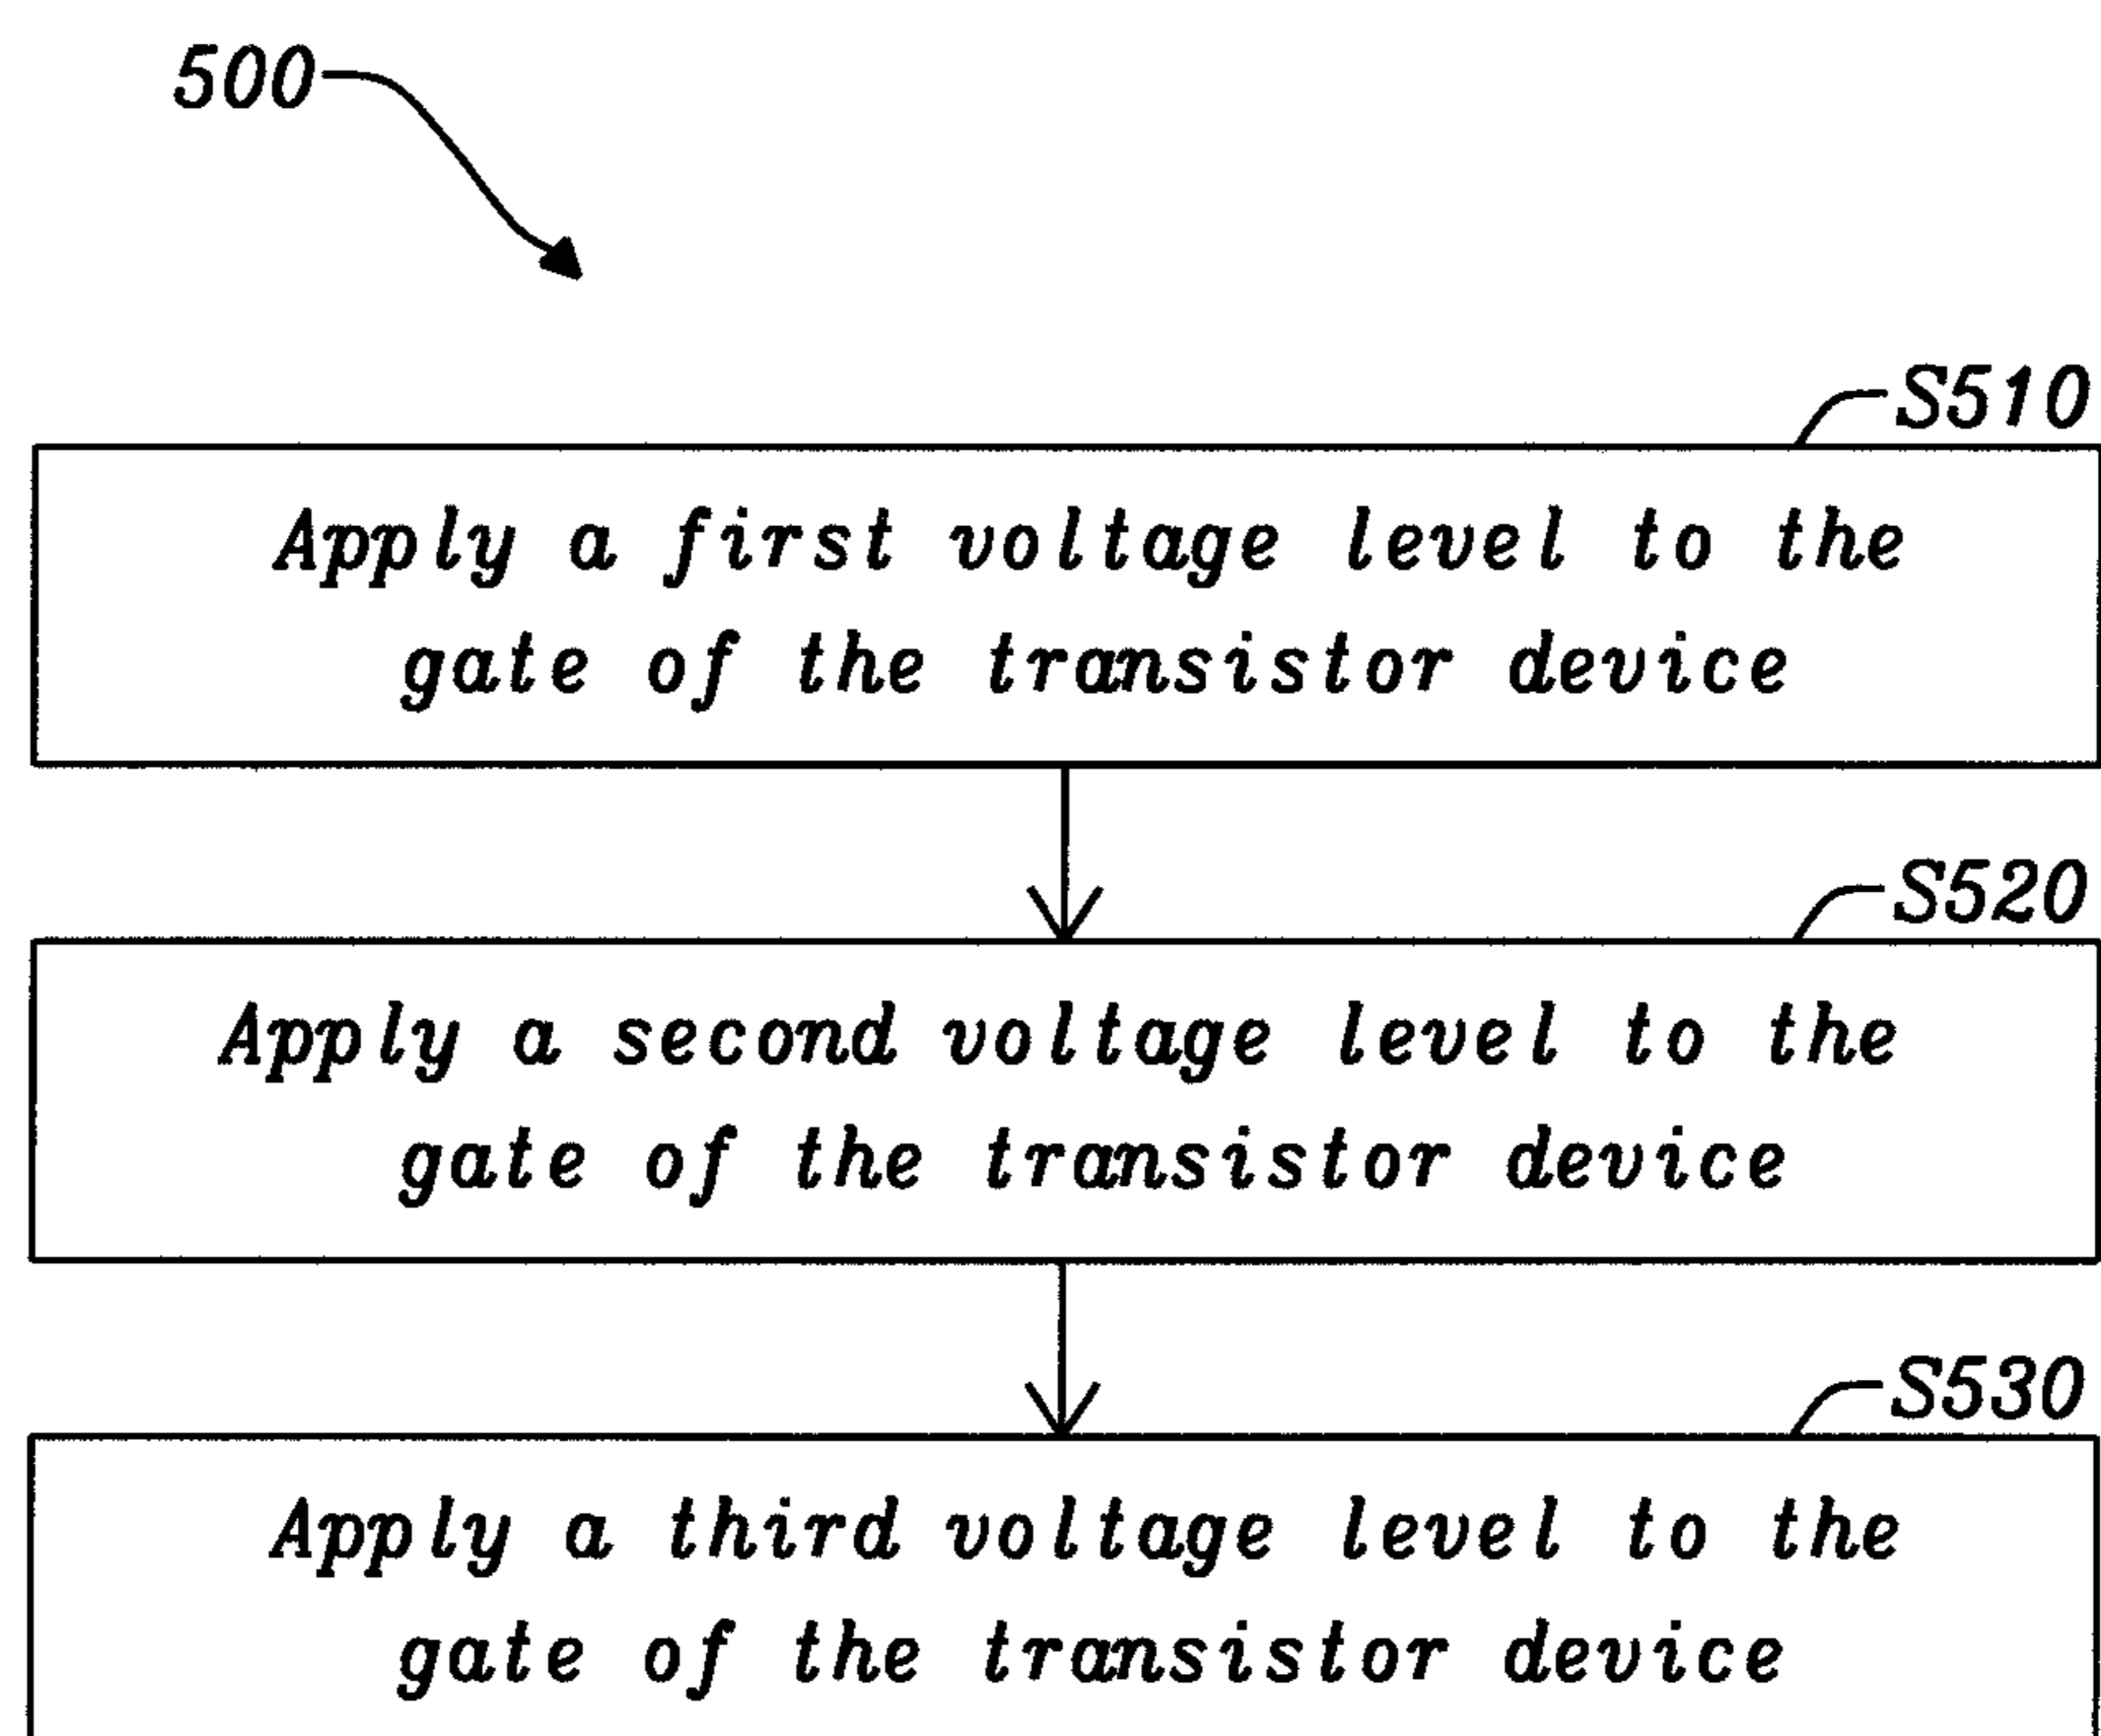 500
S510
Apply a first voltage level to the
gate of the transistor device
S520
Apply a second voltage level to the
gate of the transistor device
S530
Apply a third voltage level to the
gate of the transistor device